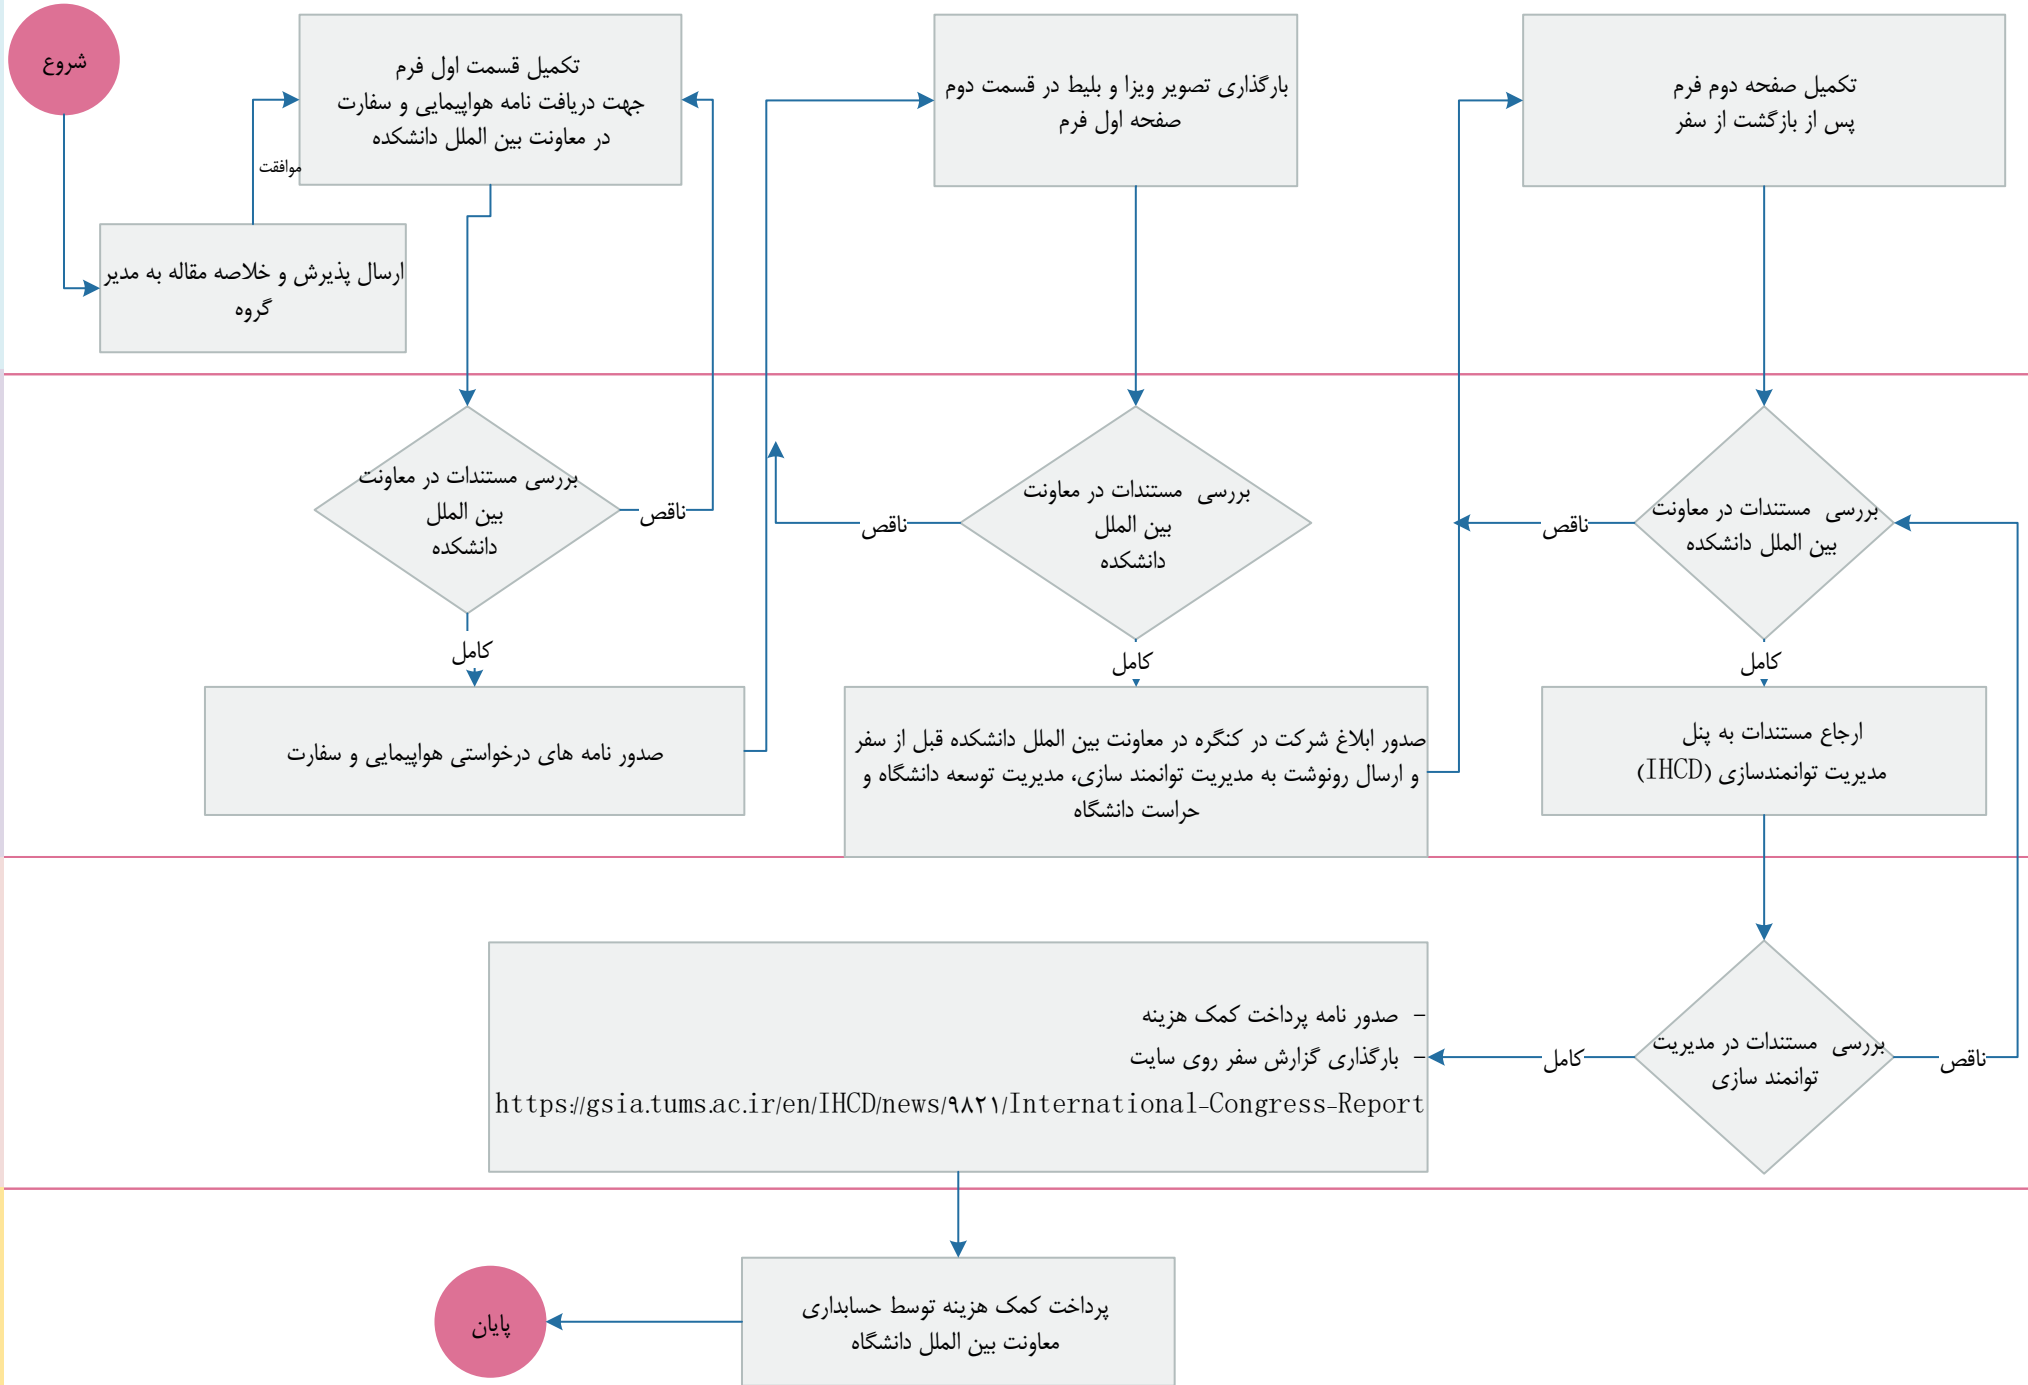 شروع
تکمیل قسمت اول فرم
جهت دریافت نامه هواپیمایی و سفارت
در معاونت بین الملل دانشکده
بارگذاری تصویر ویزا و بلیط در قسمت دوم
صفحه اول فرم
تکمیل صفحه دوم فرم
پس از بازگشت از سفر
موافقت
ارسال پذیرش و خلاصه مقاله به مدیر
گروه
بررسی مستندات در معاونت
بین الملل
دانشکده
ناقص
بررسی مستندات در معاونت
بین الملل
دانشکده
ناقص
بررسی مستندات در معاونت
بین الملل دانشکده
ناقص
کامل
کامل
کامل
صدور نامه های درخواستی هواپیمایی و سفارت
صدور ابلاغ شرکت در کنگره در معاونت بین الملل دانشکده قبل از سفر
و ارسال رونوشت به مدیریت توانمند سازی، مدیریت توسعه دانشگاه و
حراست دانشگاه
ارجاع مستندات به پنل
مدیریت توانمندسازی (IHCD)
- صدور نامه پرداخت کمک هزینه
- بارگذاری گزارش سفر روی سایت
https://gsia.tums.ac.ir/en/IHCD/news/۹۸۲۱/International-Congress-Report
کامل
بررسی مستندات در مدیریت
توانمند سازی
ناقص
پرداخت کمک هزینه توسط حسابداری
معاونت بین الملل دانشگاه
پایان